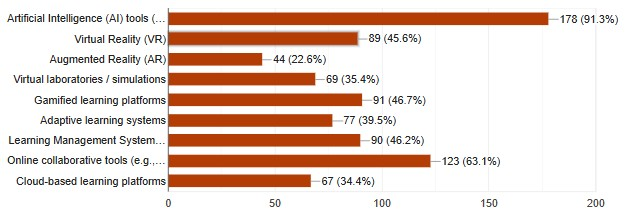 Artificial Intelligence (AI) tools (... 178 (91.3%)
Virtual Reality (VR) 89 (45.6%)
Augmented Reality (AR) 44 (22.6%)
Virtual laboratories / simulations 69 (35.4%)
Gamified learning platforms 91 (46.7%)
Adaptive learning systems 77 (39.5%)
Learning Management System... 90 (46.2%)
Online collaborative tools (e.g.,... 123 (63.1%)
Cloud-based learning platforms 67 (34.4%)
0 50 100 150 200